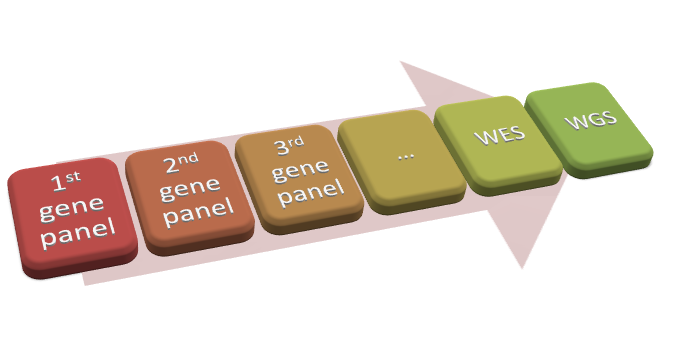 1st
gene
panel
2nd
gene
panel
3rd
gene
panel
...
WES
WGS